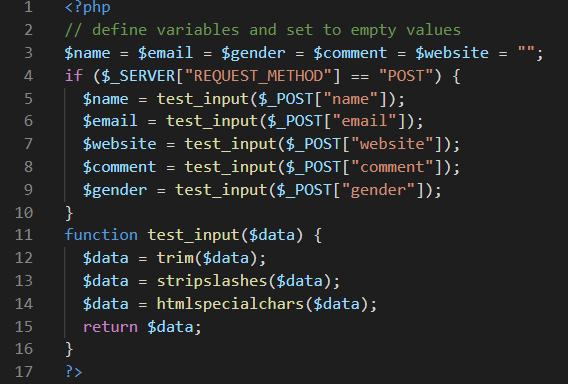 1 <?php
2 // define variables and set to empty values
3 $name = $email = $gender = $comment = $website = "";
4 if ($_SERVER["REQUEST_METHOD"] == "POST") {
5   $name = test_input($_POST["name"]);
6   $email = test_input($_POST["email"]);
7   $website = test_input($_POST["website"]);
8   $comment = test_input($_POST["comment"]);
9   $gender = test_input($_POST["gender"]);
10 }
11 function test_input($data) {
12   $data = trim($data);
13   $data = stripslashes($data);
14   $data = htmlspecialchars($data);
15   return $data;
16 }
17 ?>